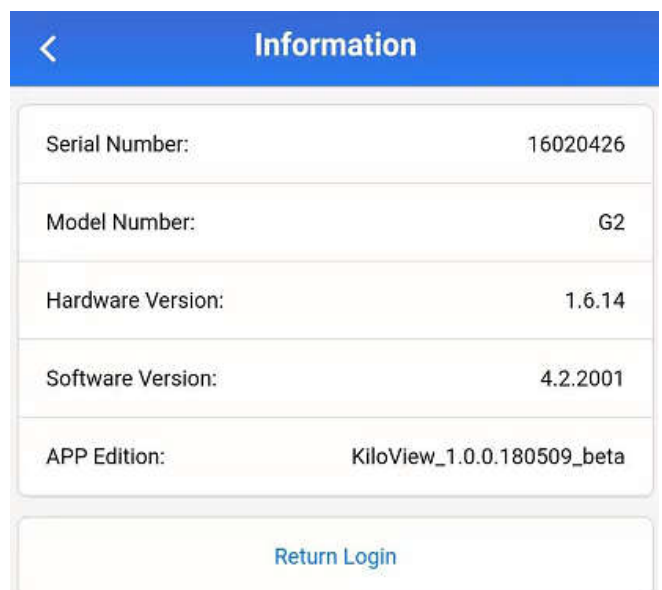 Information
Serial Number: 16020426
Model Number: G2
Hardware Version: 1.6.14
Software Version: 4.2.2001
APP Edition: KiloView_1.0.0.180509_beta
Return Login